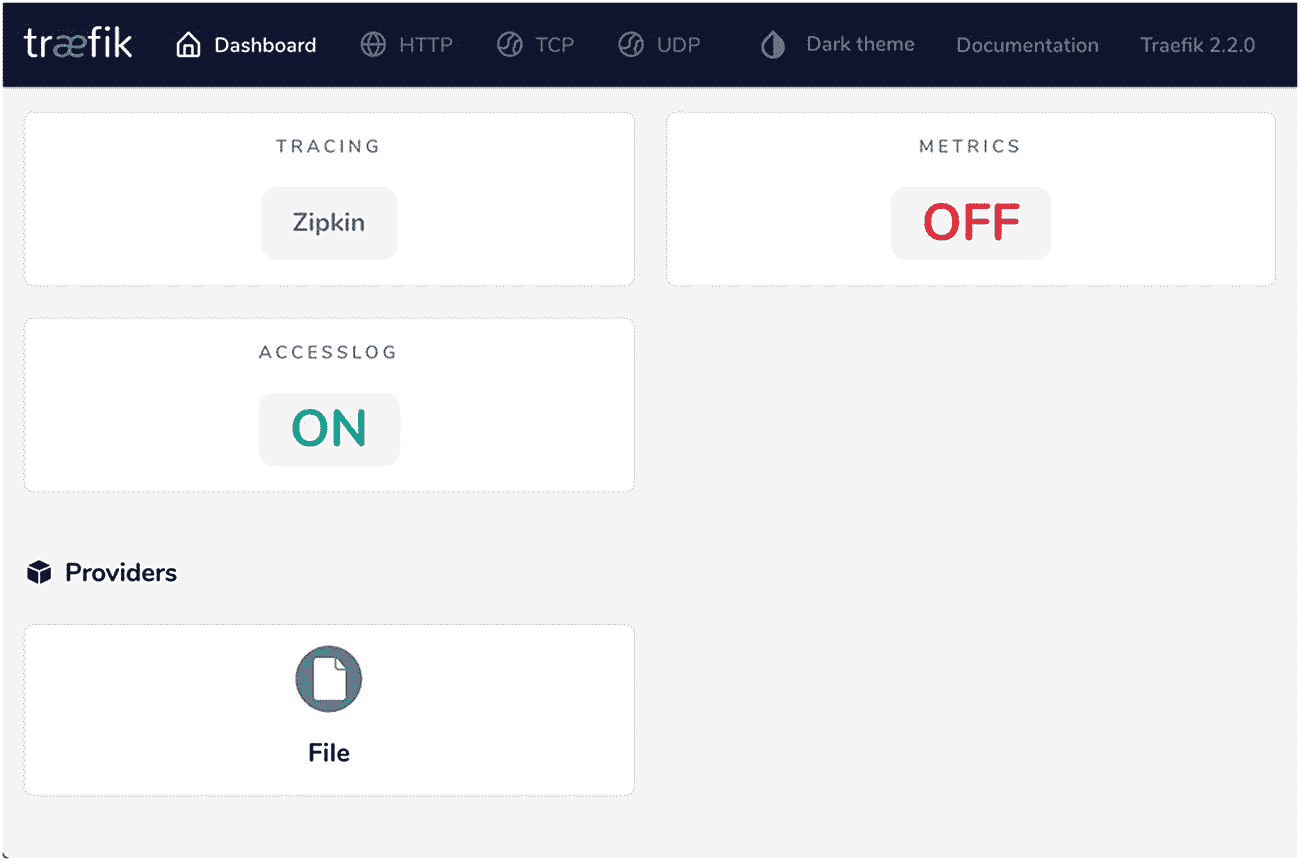 træfik Dashboard HTTP TCP UDP Dark theme Documentation Traefik 2.2.0
TRACING
Zipkin
METRICS
OFF
ACCESSLOG
ON
Providers
File